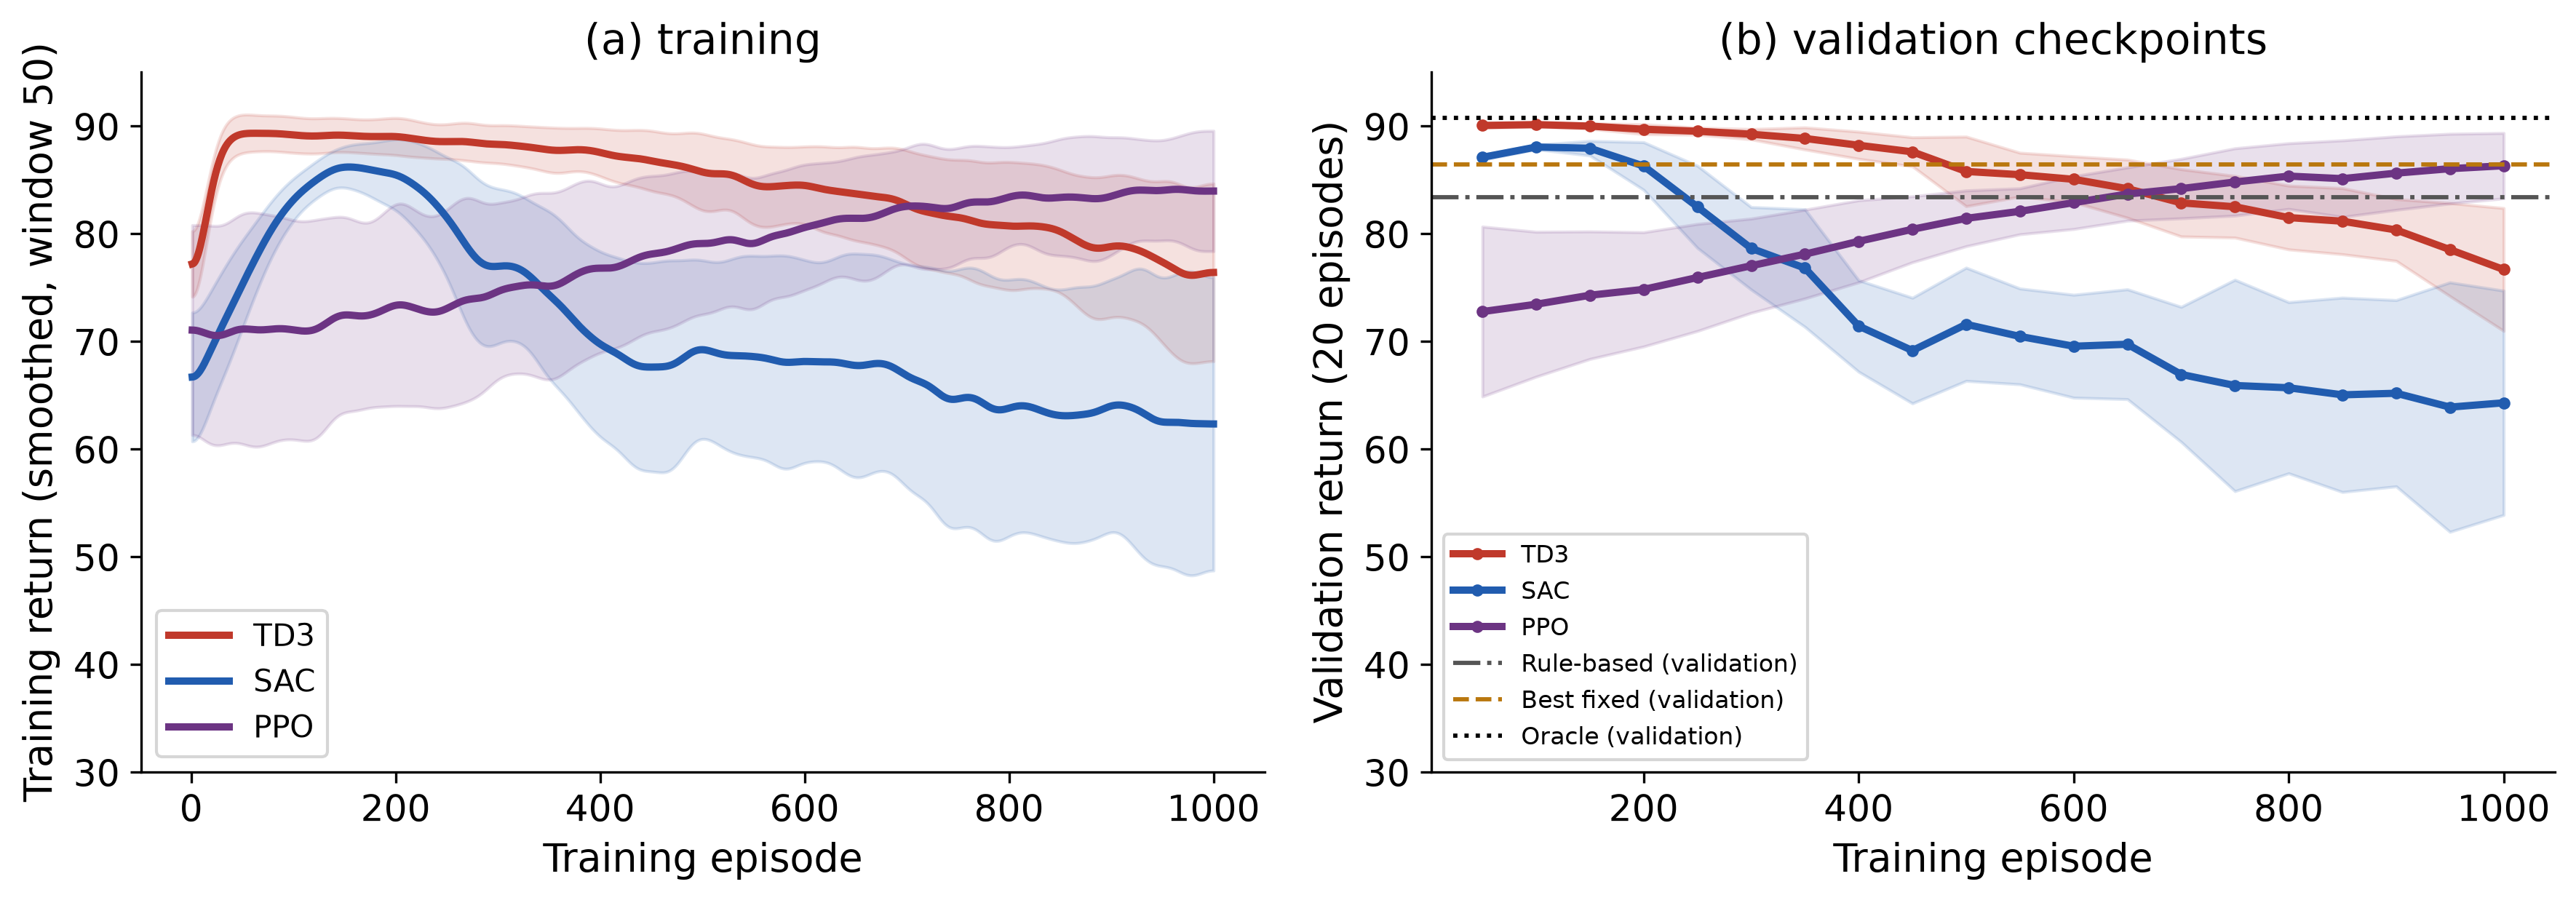 (a) training
Training return (smoothed, window 50)
90
80
70
60
50
40
30
TD3
SAC
PPO
0 200 400 600 800 1000
Training episode
(b) validation checkpoints
Validation return (20 episodes)
90
80
70
60
50
40
30
TD3
SAC
PPO
Rule-based (validation)
Best fixed (validation)
Oracle (validation)
200 400 600 800 1000
Training episode